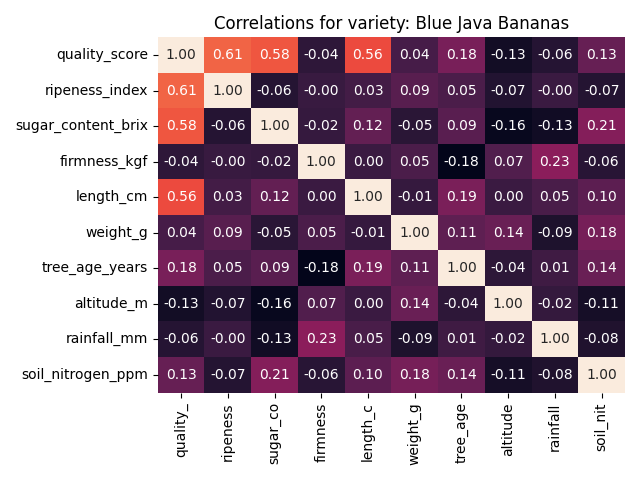 Correlations for variety: Blue Java Bananas
quality_score 1.00 0.61 0.58 -0.04 0.56 0.04 0.18 -0.13 -0.06 0.13
ripeness_index 0.61 1.00 -0.06 -0.00 0.03 0.09 0.05 -0.07 -0.00 -0.07
sugar_content_brix 0.58 -0.06 1.00 -0.02 0.12 -0.05 0.09 -0.16 -0.13 0.21
firmness_kgf -0.04 -0.00 -0.02 1.00 0.00 0.05 -0.18 0.07 0.23 -0.06
length_cm 0.56 0.03 0.12 0.00 1.00 -0.01 0.19 0.00 0.05 0.10
weight_g 0.04 0.09 -0.05 0.05 -0.01 1.00 0.11 0.14 -0.09 0.18
tree_age_years 0.18 0.05 0.09 -0.18 0.19 0.11 1.00 -0.04 0.01 0.14
altitude_m -0.13 -0.07 -0.16 0.07 0.00 0.14 -0.04 1.00 -0.02 -0.11
rainfall_mm -0.06 -0.00 -0.13 0.23 0.05 -0.09 0.01 -0.02 1.00 -0.08
soil_nitrogen_ppm 0.13 -0.07 0.21 -0.06 0.10 0.18 0.14 -0.11 -0.08 1.00
quality_
ripeness
sugar_co
firmness
length_c
weight_g
tree_age
altitude
rainfall
soil_nit